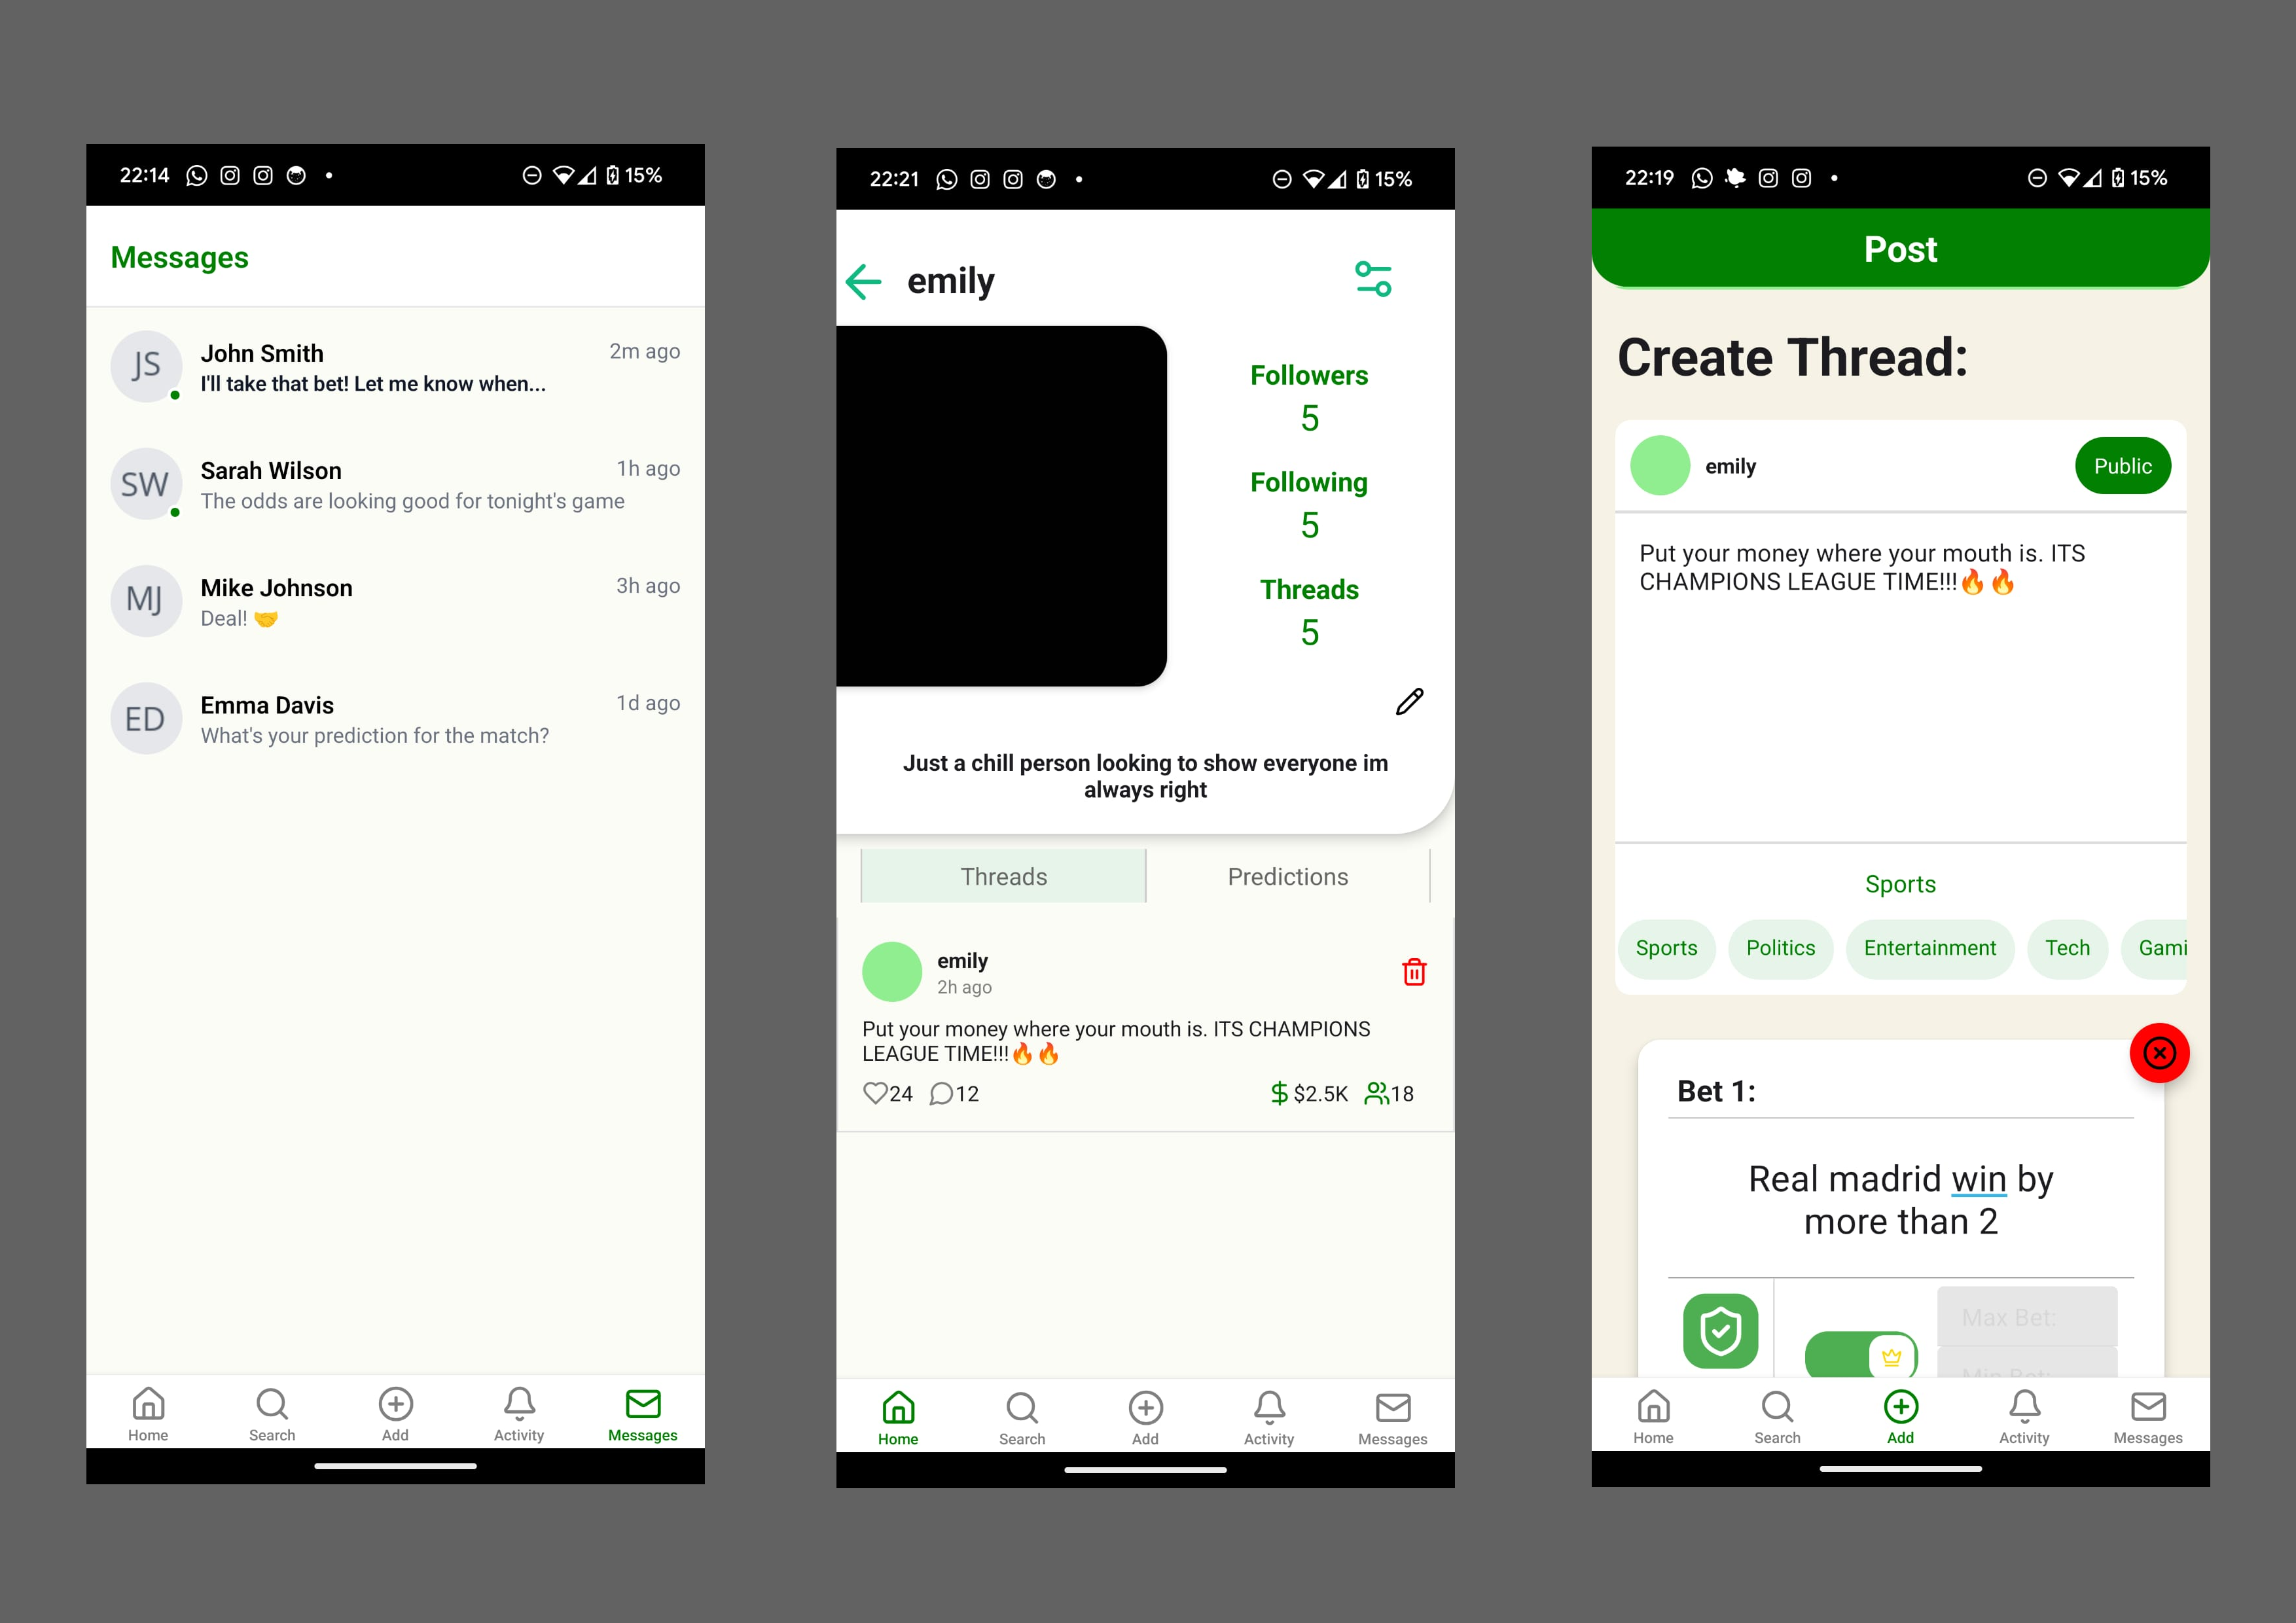 22:14
15%
Messages
JS
John Smith
2m ago
I'll take that bet! Let me know when...
SW
Sarah Wilson
1h ago
The odds are looking good for tonight's game
MJ
Mike Johnson
3h ago
Deal! 🤝
ED
Emma Davis
1d ago
What's your prediction for the match?
Home
Search
Add
Activity
Messages
22:21
15%
emily
Followers
5
Following
5
Threads
5
Just a chill person looking to show everyone im
always right
Threads
Predictions
emily
2h ago
Put your money where your mouth is. ITS CHAMPIONS
LEAGUE TIME!!!🔥🔥
24
12
$ $2.5K
18
Home
Search
Add
Activity
Messages
22:19
15%
Post
Create Thread:
emily
Public
Put your money where your mouth is. ITS
CHAMPIONS LEAGUE TIME!!!🔥🔥
Sports
Sports
Politics
Entertainment
Tech
Gami
Bet 1:
Real madrid win by
more than 2
Max Bet:
Min Bet:
Home
Search
Add
Activity
Messages